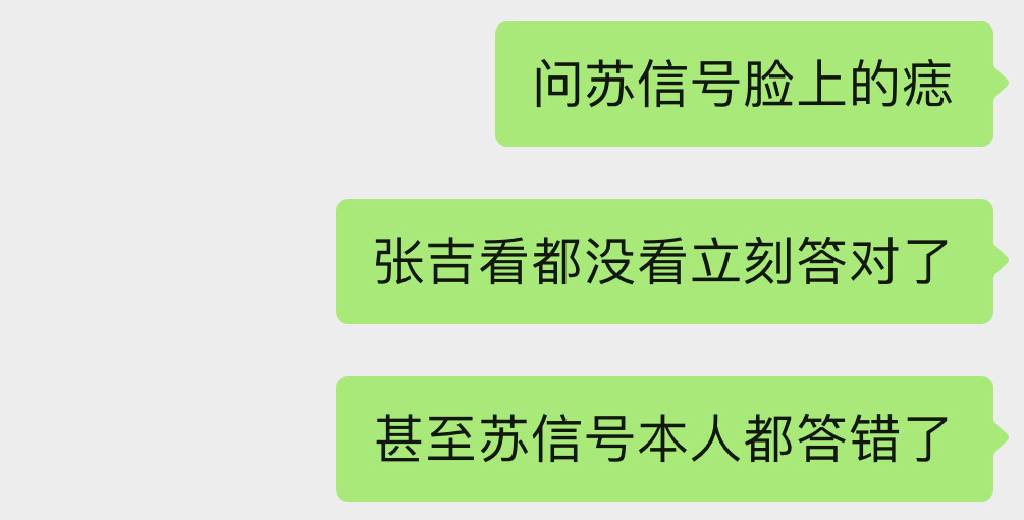 问苏信号脸上的痣
张吉看都没看立刻答对了
甚至苏信号本人都答错了